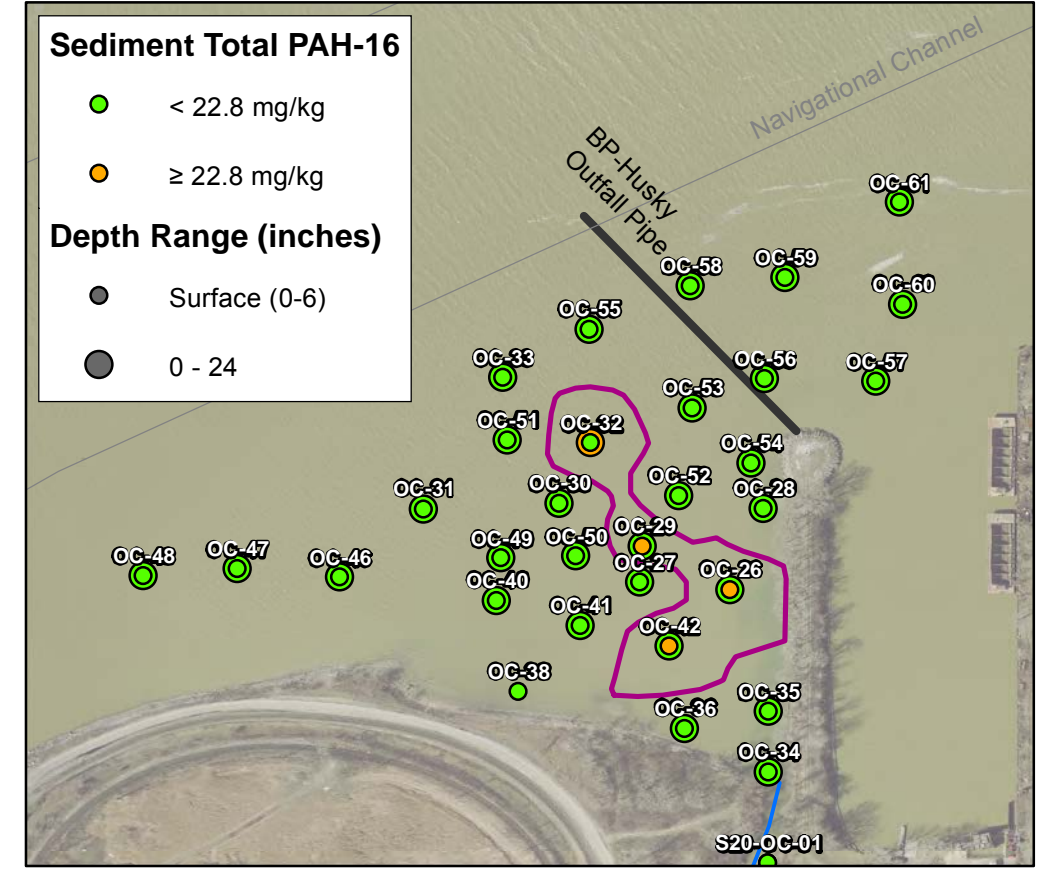 Sediment Total PAH-16
< 22.8 mg/kg
≥ 22.8 mg/kg
Depth Range (inches)
Surface (0-6)
0 - 24
Navigational Channel
BP-Husky
Outfall Pipe
OC-61
OC-59
OC-58
OC-60
OC-55
OC-33
OC-56
OC-57
OC-53
OC-51
OC-32
OC-54
OC-52
OC-30
OC-31
OC-28
OC-29
OC-49
OC-50
OC-48
OC-47
OC-46
OC-27
OC-26
OC-40
OC-41
OC-42
OC-38
OC-35
OC-36
OC-34
S20-OC-01